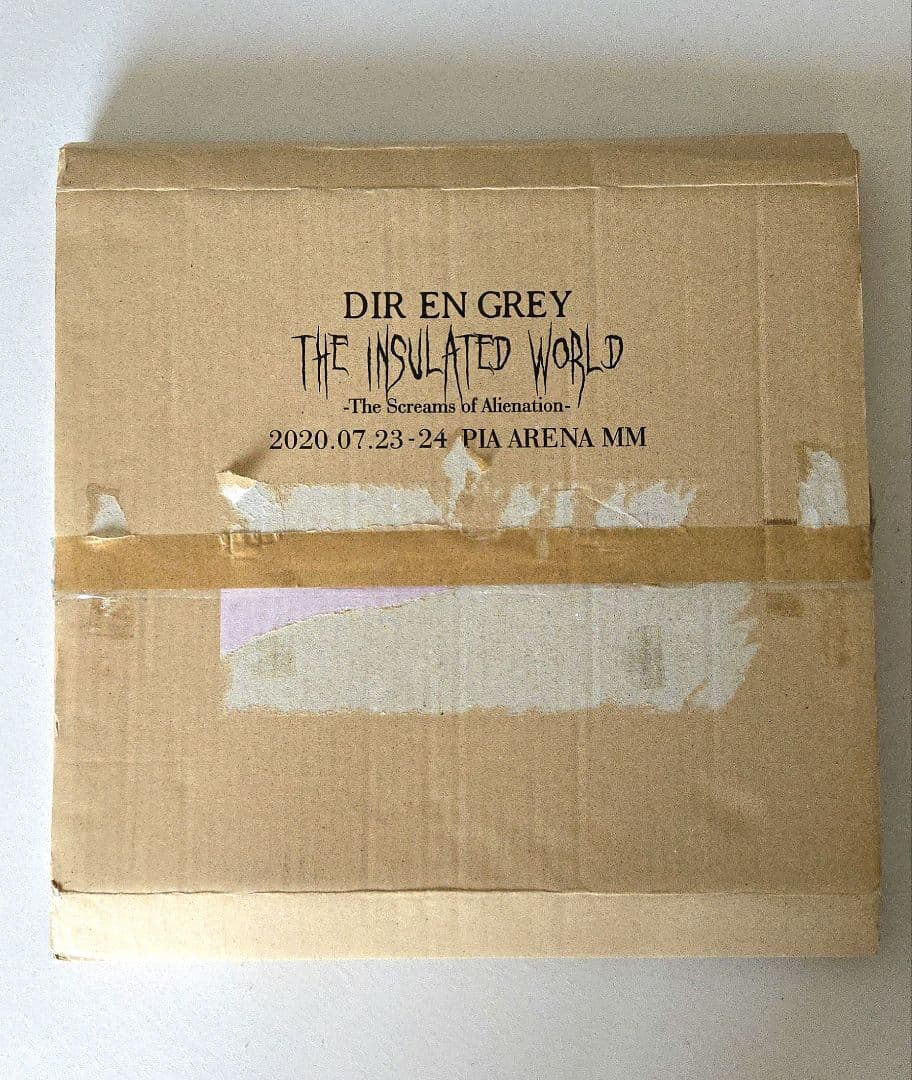 DIR EN GREY
THE INSULATED WORLD
-The Screams of Alienation-
2020.07.23-24 PIA ARENA MM